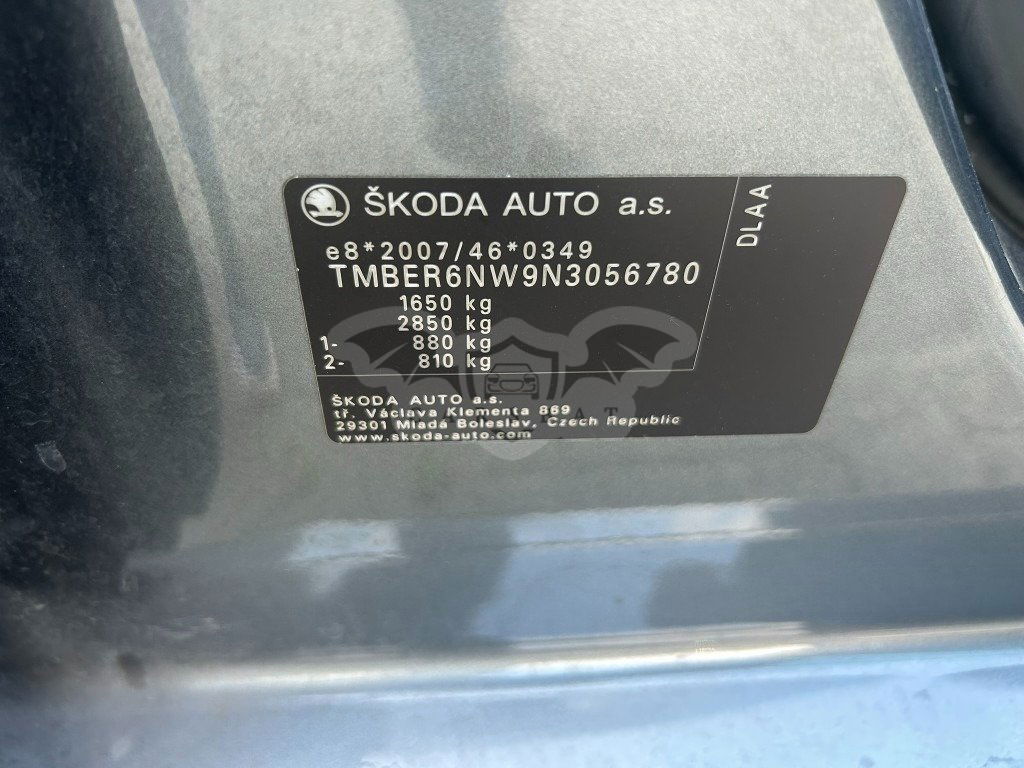 ŠKODA AUTO a.s.
DLAA
e8*2007/46*0349
TMBER6NW9N3056780
1650 kg
2850 kg
1- 880 kg
2- 810 kg
ŠKODA AUTO a.s.
tř. Václava Klementa 869
29301 Mladá Boleslav, Czech Republic
www.skoda-auto.com